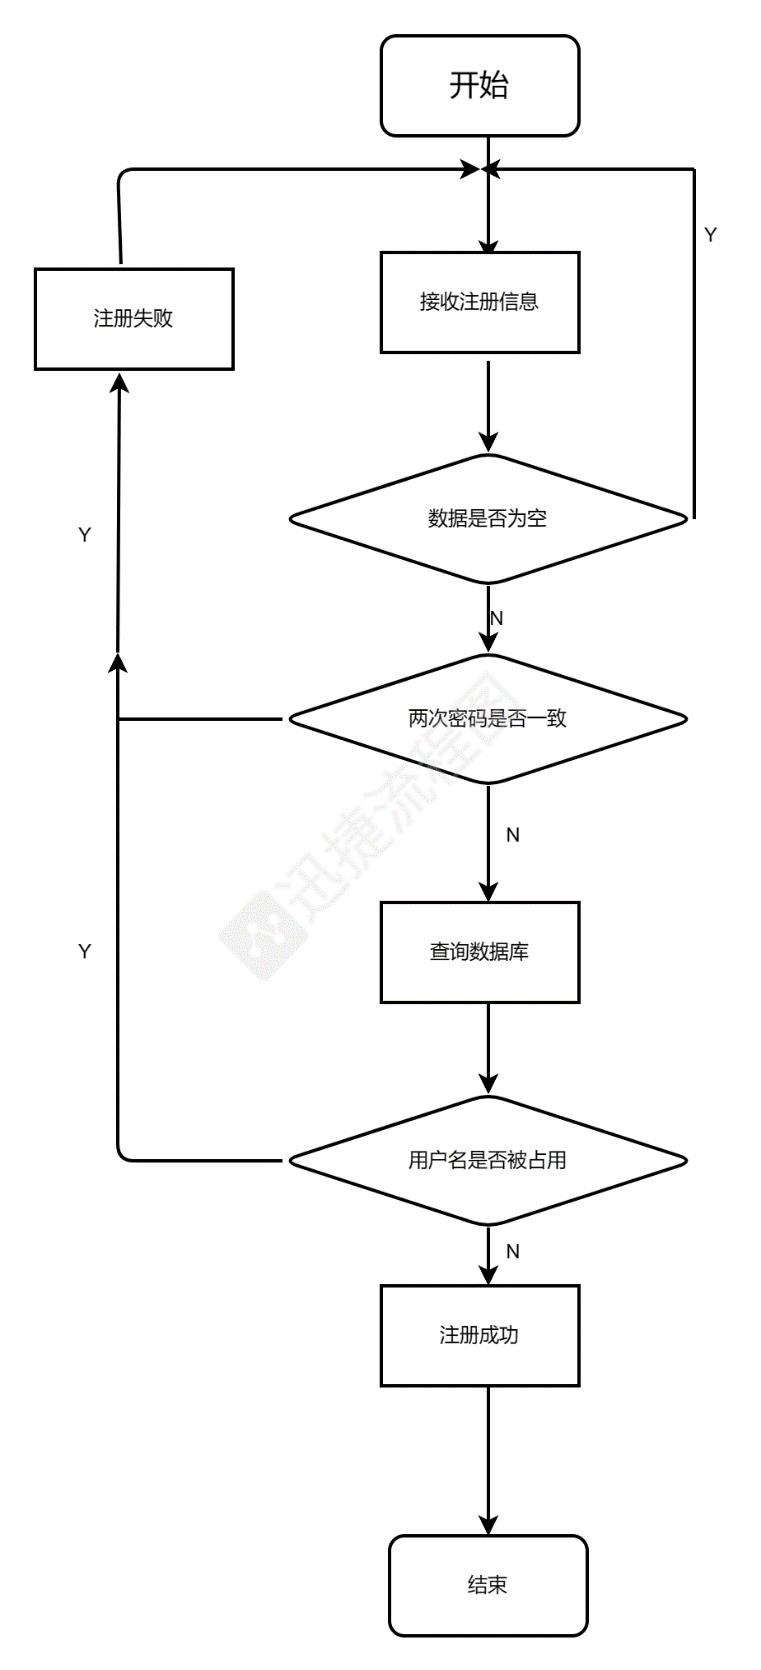 开始
Y
接收注册信息
注册失败
数据是否为空
Y
N
两次密码是否一致
迅捷流程图
N
查询数据库
Y
用户名是否被占用
N
注册成功
结束